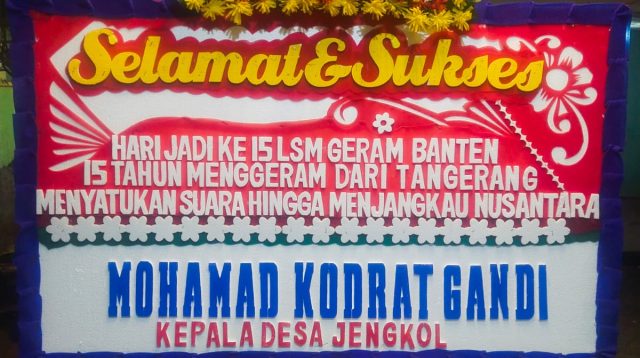 Selamat & Sukses
HARI JADI KE 15 LSM GERAM BANTEN
15 TAHUN MENGGERAM DARI TANGERANG
MENYATUKAN SUARA HINGGA MENJANGKAU NUSANTARA
MOHAMAD KODRAT GANDI
KEPALA DESA JENGKOL